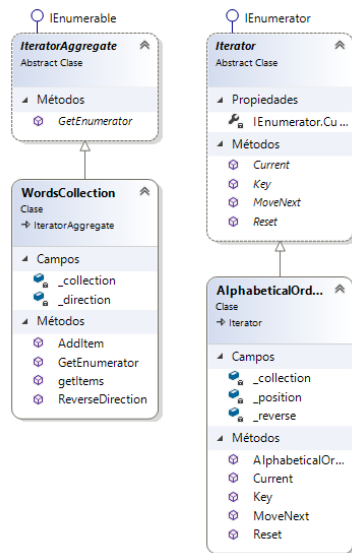 IEnumerable
IteratorAggregate
Abstract Clase
Métodos
GetEnumerator
WordsCollection
Clase
IteratorAggregate
Campos
_collection
_direction
Métodos
AddItem
GetEnumerator
getItems
ReverseDirection
IEnumerator
Iterator
Abstract Clase
Propiedades
IEnumerator.Cu...
Métodos
Current
Key
MoveNext
Reset
AlphabeticalOrd...
Clase
Iterator
Campos
_collection
_position
_reverse
Métodos
AlphabeticalOr...
Current
Key
MoveNext
Reset